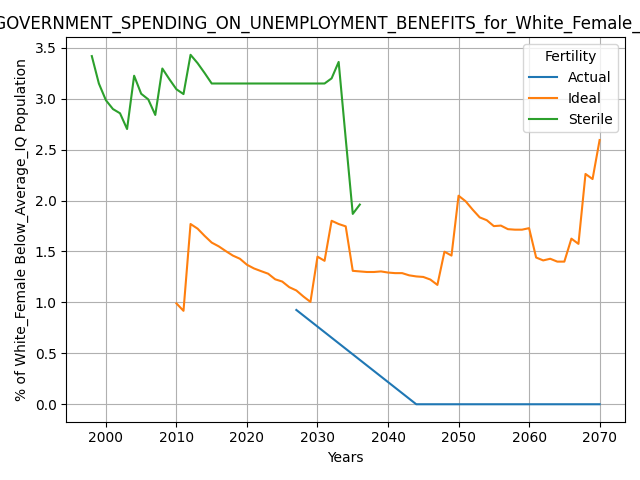 GOVERNMENT_SPENDING_ON_UNEMPLOYMENT_BENEFITS_for_White_Female_
Fertility
Actual
Ideal
Sterile
% of White_Female Below_Average_IQ Population
3.5
3.0
2.5
2.0
1.5
1.0
0.5
0.0
2000 2010 2020 2030 2040 2050 2060 2070
Years